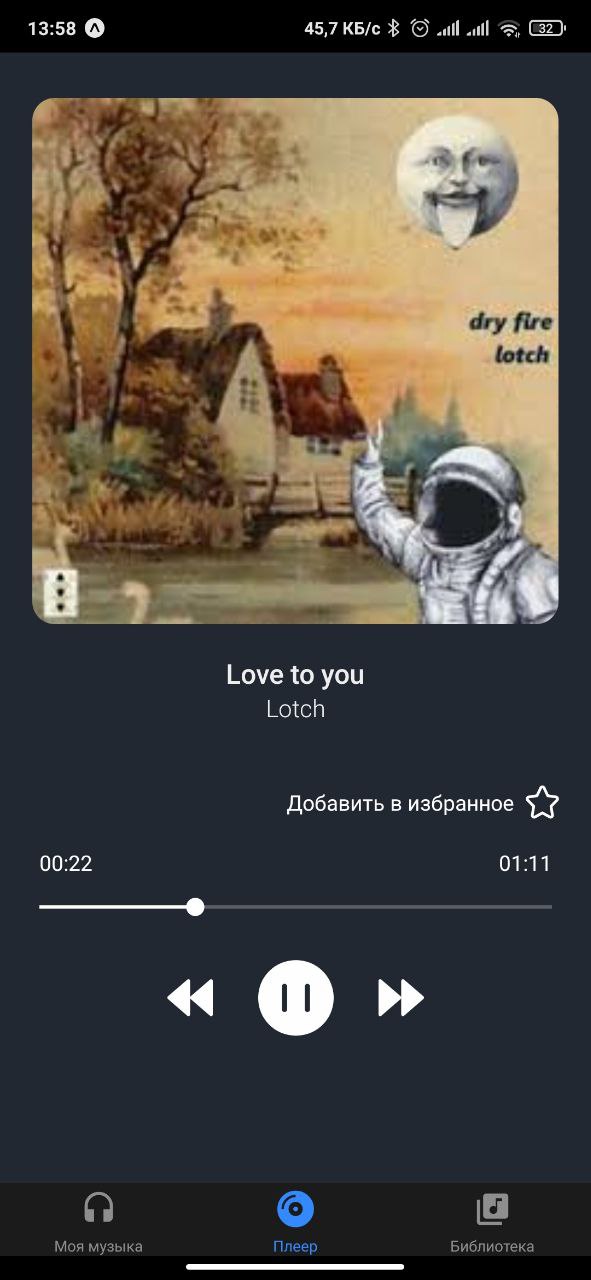 13:58
45,7 КБ/с
32
dry fire
lotch
Love to you
Lotch
Добавить в избранное
00:22
01:11
Моя музыка
Плеер
Библиотека